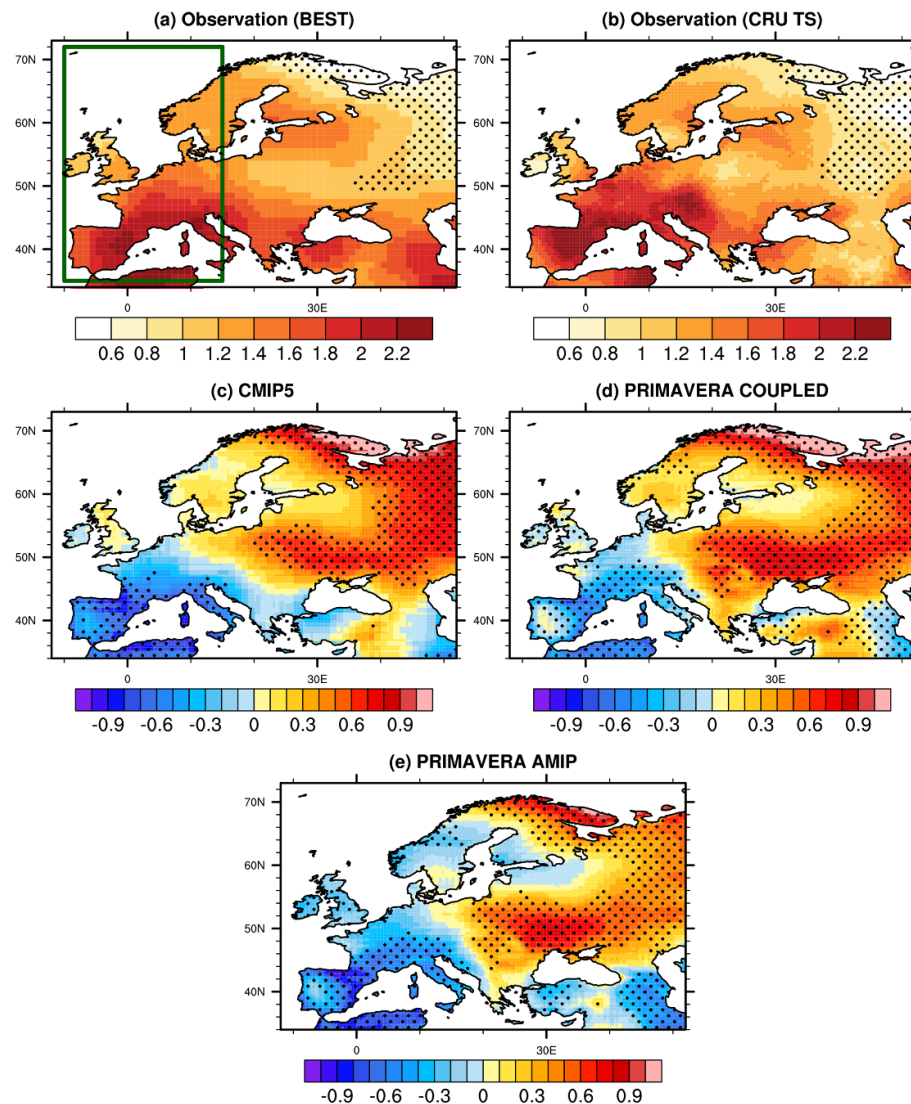 (a) Observation (BEST)
70N
60N
50N
40N
0
30E
0.6 0.8 1 1.2 1.4 1.6 1.8 2 2.2
(b) Observation (CRU TS)
70N
60N
50N
40N
0
30E
0.6 0.8 1 1.2 1.4 1.6 1.8 2 2.2
(c) CMIP5
70N
60N
50N
40N
0
30E
-0.9 -0.6 -0.3 0 0.3 0.6 0.9
(d) PRIMAVERA COUPLED
70N
60N
50N
40N
0
30E
-0.9 -0.6 -0.3 0 0.3 0.6 0.9
(e) PRIMAVERA AMIP
70N
60N
50N
40N
0
30E
-0.9 -0.6 -0.3 0 0.3 0.6 0.9